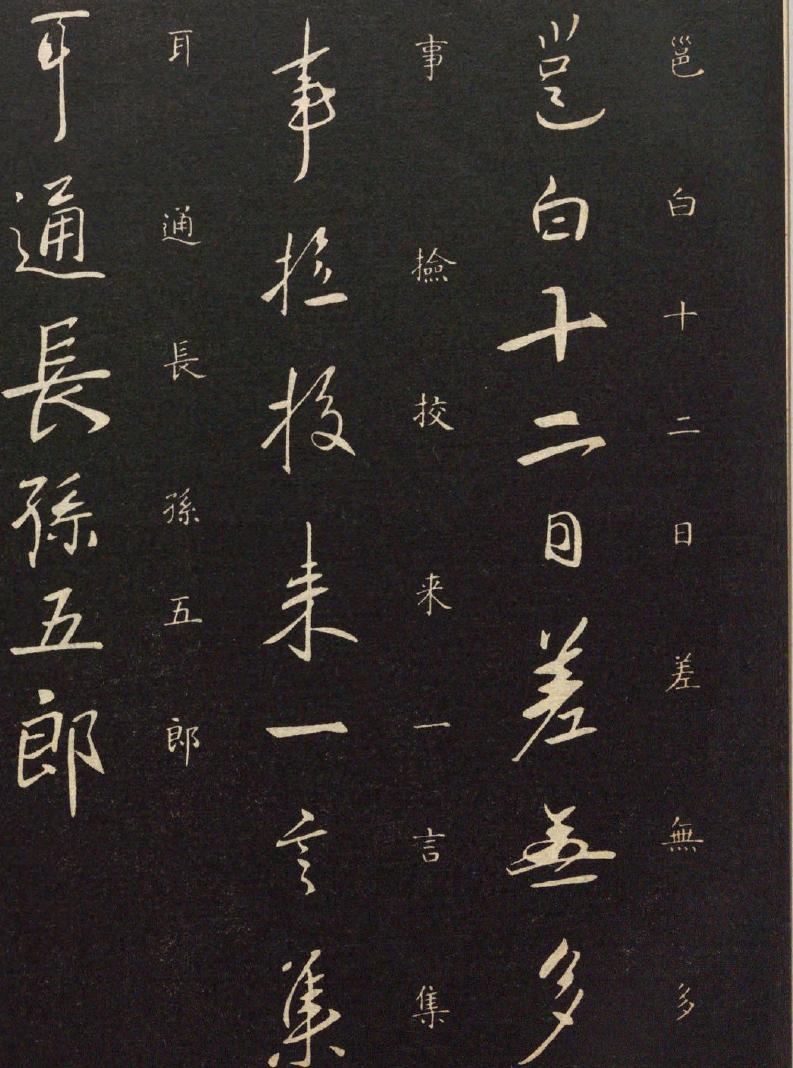 邕
白
十
二
日
差
無
多
邕白十二日差無多
事
撿
挍
来
一
言
集
事撿挍来一言集
耳
通
長
孫
五
郎
耳通長孫五郎